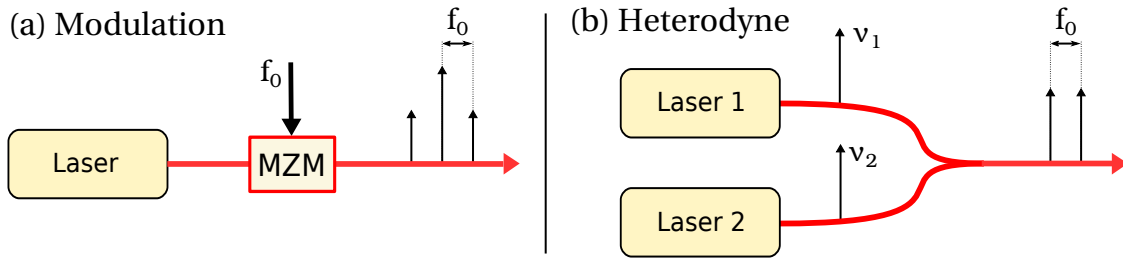 (a) Modulation
f₀
f₀
Laser
MZM
(b) Heterodyne
ν₁
f₀
Laser 1
ν₂
Laser 2